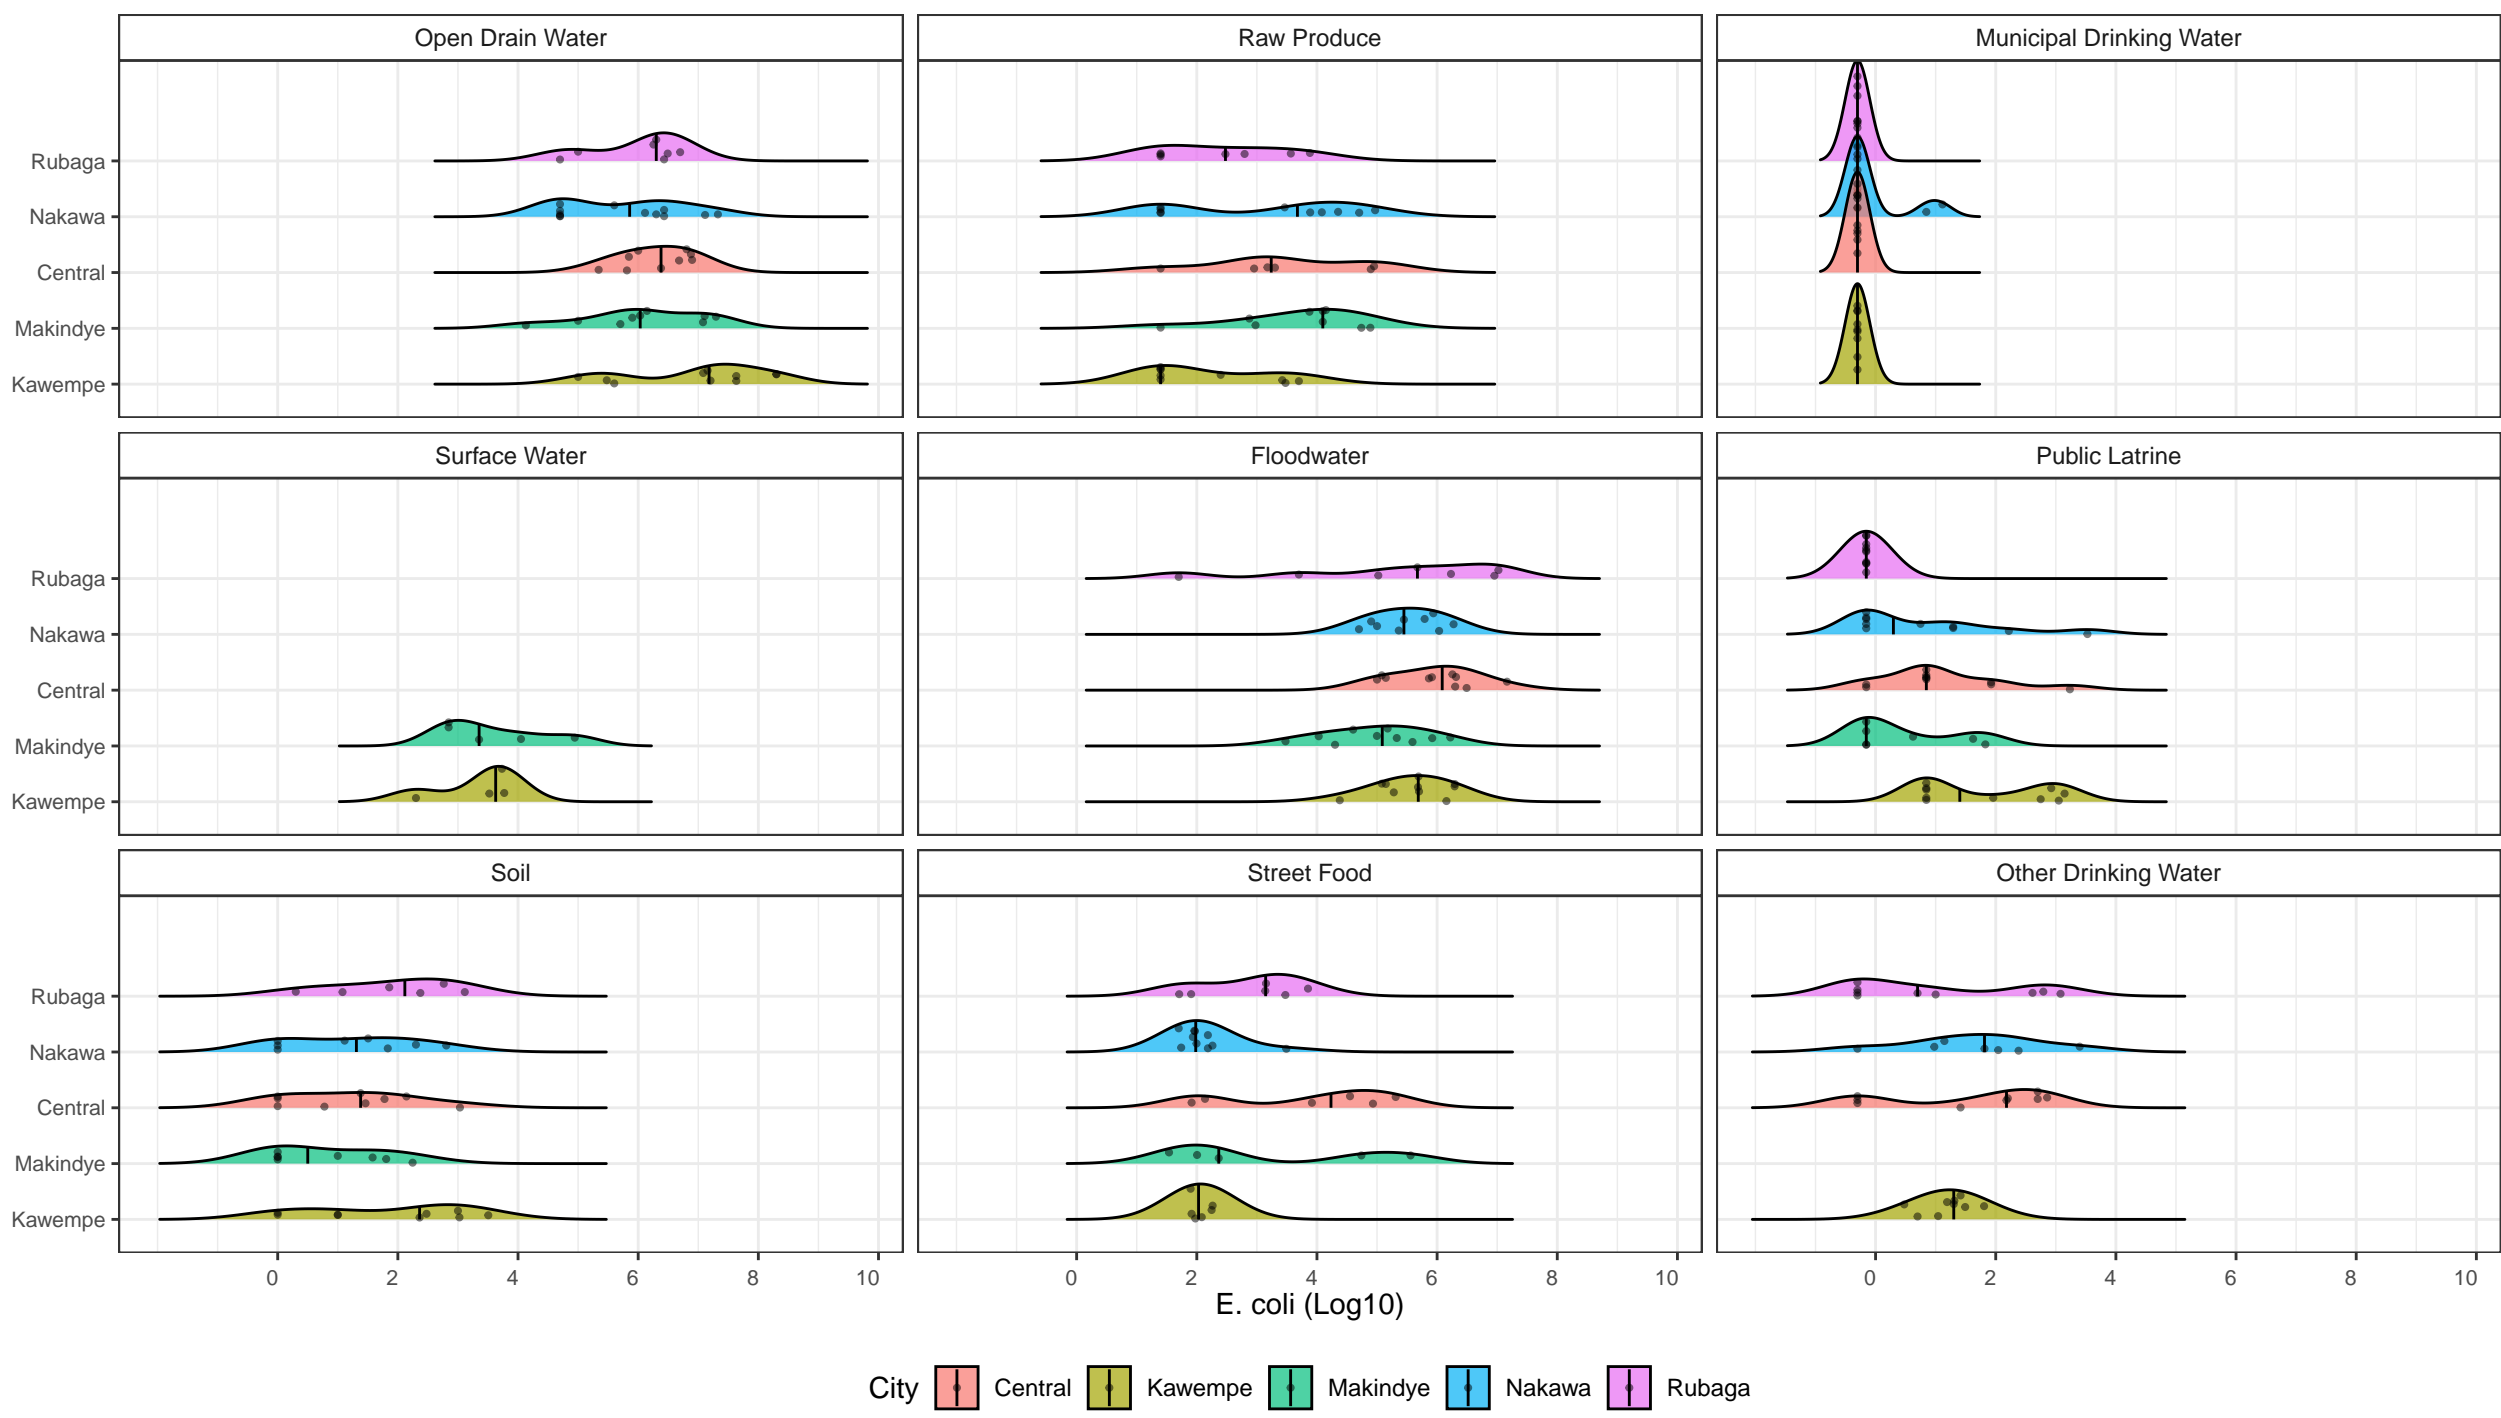 Open Drain Water
Raw Produce
Municipal Drinking Water
Rubaga
Nakawa
Central
Makindye
Kawempe
Surface Water
Floodwater
Public Latrine
Rubaga
Nakawa
Central
Makindye
Kawempe
Soil
Street Food
Other Drinking Water
Rubaga
Nakawa
Central
Makindye
Kawempe
0 2 4 6 8 10 0 2 4 6 8 10 0 2 4 6 8 10
E. coli (Log10)
City Central Kawempe Makindye Nakawa Rubaga